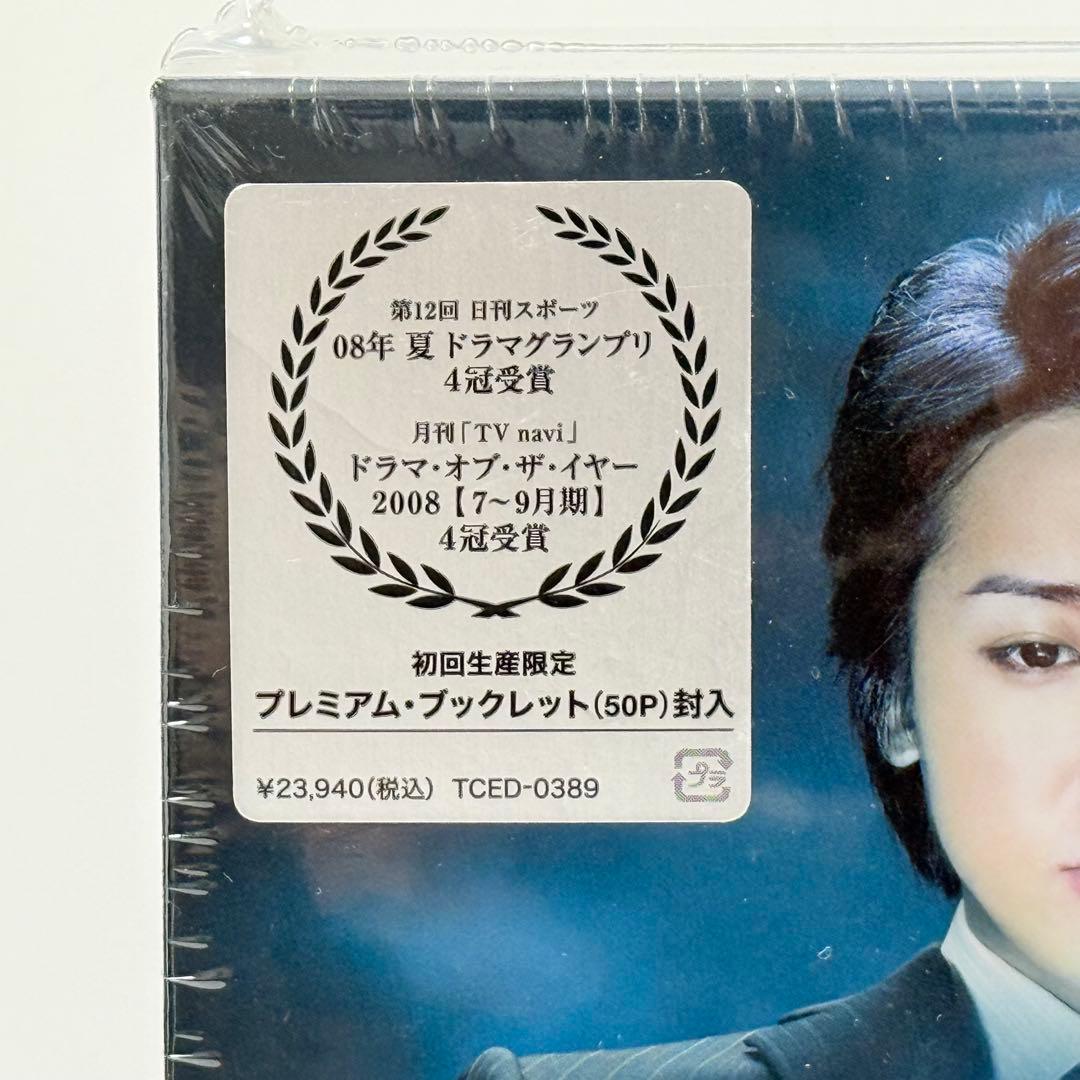 第12回 日刊スポーツ
08年 夏 ドラマグランプリ
4冠受賞
月刊「TV navi」
ドラマ・オブ・ザ・イヤー
2008【7～9月期】
4冠受賞
初回生産限定
プレミアム・ブックレット(50P)封入
¥23,940(税込) TCED-0389
プラ